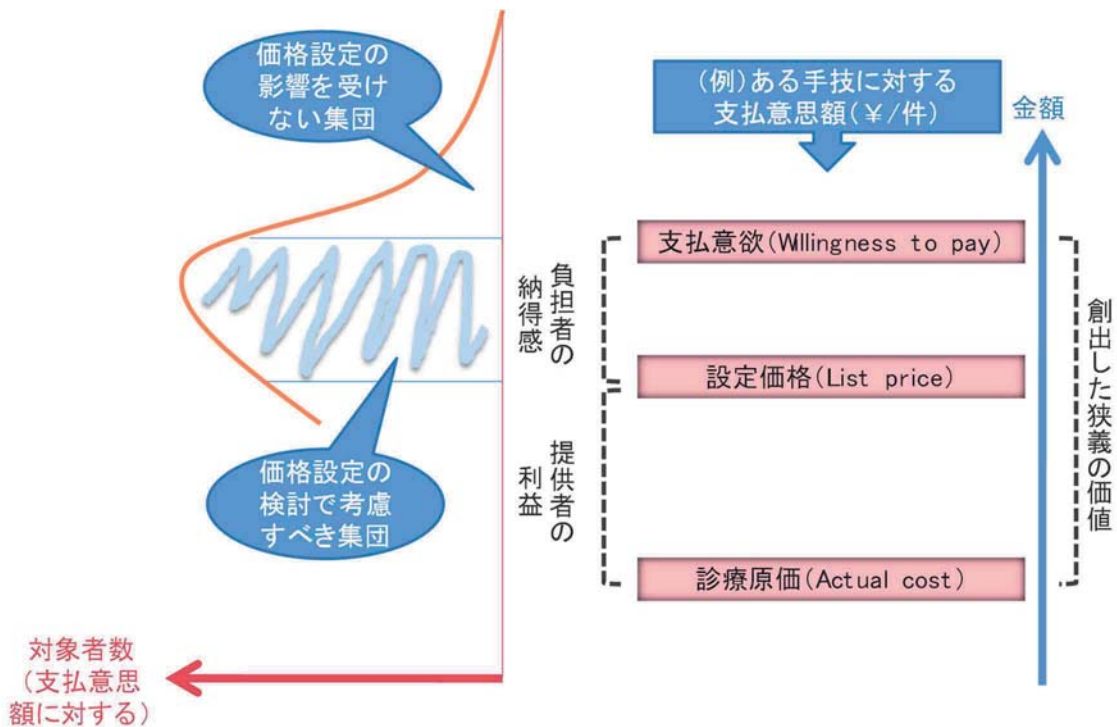 価格設定の
影響を受け
ない集団
(例)ある手技に対する
支払意思額(￥/件)
金額
支払意欲(Willingness to pay)
負担者の
納得感
設定価格(List price)
創出した狭義の価値
価格設定の
検討で考慮
すべき集団
提供者の
利益
診療原価(Actual cost)
対象者数
(支払意思
額に対する)